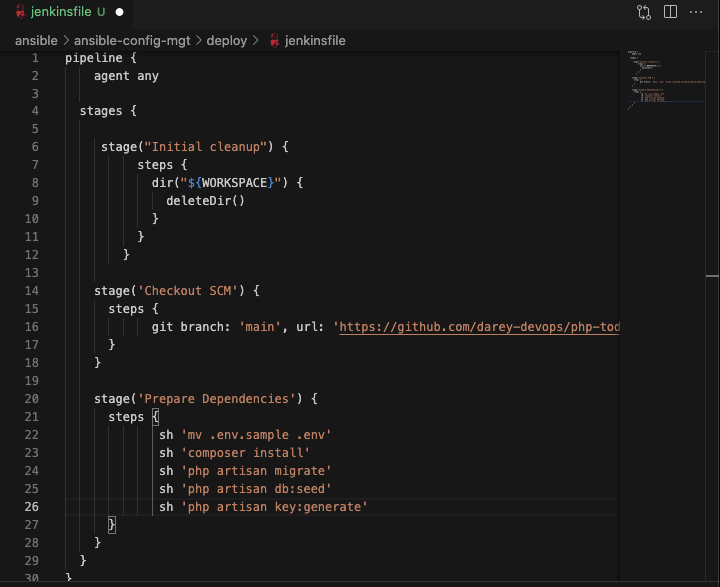 jenkinsfile U
ansible > ansible-config-mgt > deploy > jenkinsfile
1 pipeline {
2 agent any
3
4 stages {
5
6 stage("Initial cleanup") {
7 steps {
8 dir("${WORKSPACE}") {
9 deleteDir()
10 }
11 }
12 }
13
14 stage('Checkout SCM') {
15 steps {
16 git branch: 'main', url: 'https://github.com/darey-devops/php-tod
17 }
18 }
19
20 stage('Prepare Dependencies') {
21 steps {
22 sh 'mv .env.sample .env'
23 sh 'composer install'
24 sh 'php artisan migrate'
25 sh 'php artisan db:seed'
26 sh 'php artisan key:generate'
27 }
28 }
29 }
30 }